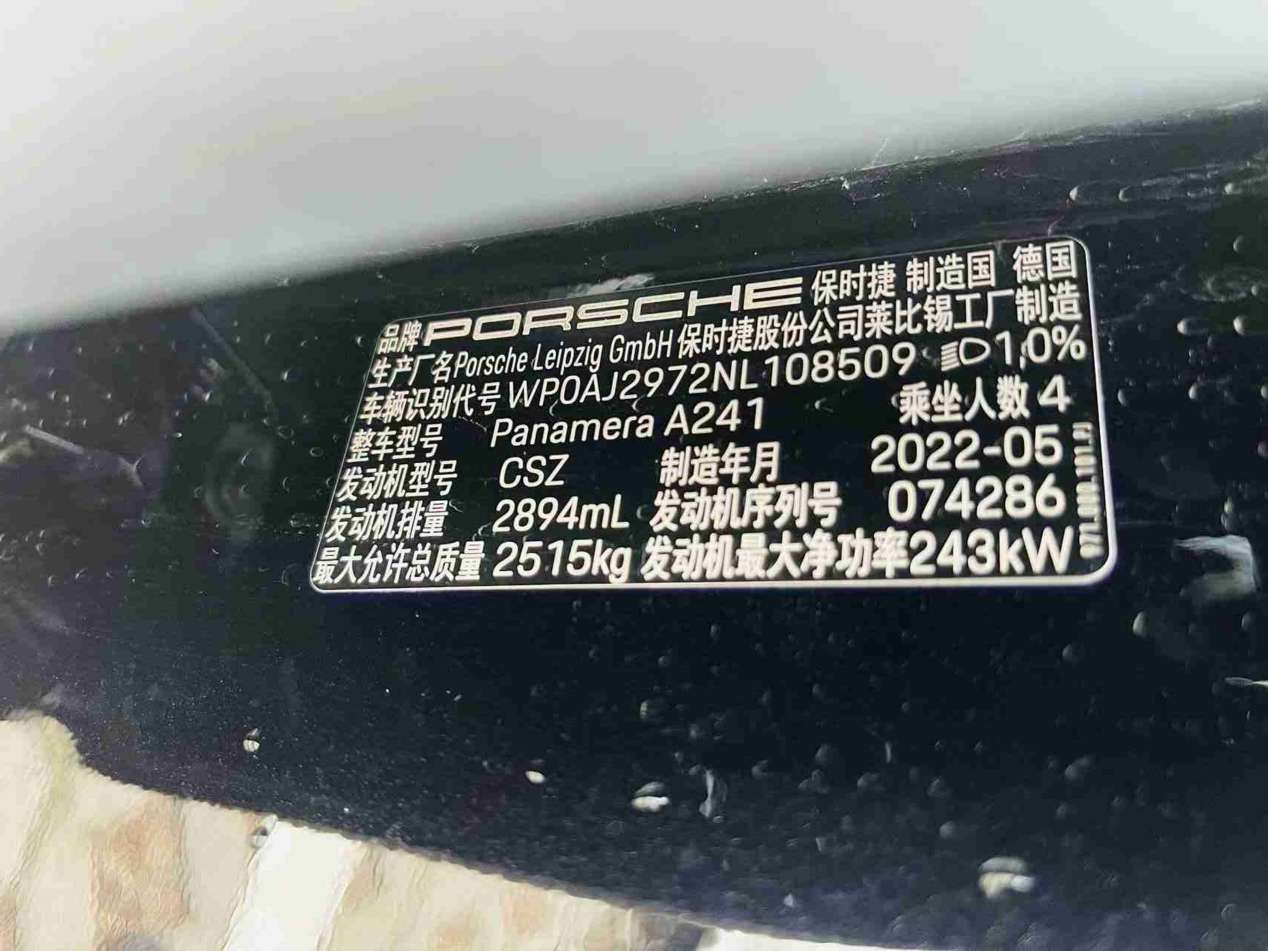 品牌 PORSCHE 保时捷 制造国 德国
生产厂名 Porsche Leipzig GmbH 保时捷股份公司莱比锡工厂制造
车辆识别代号 WP0AJ2972NL108509 1,0%
整车型号 Panamera A241 乘坐人数 4
发动机型号 CSZ 制造年月 2022-05
发动机排量 2894mL 发动机序列号 074286
最大允许总质量 2515kg 发动机最大净功率 243kW